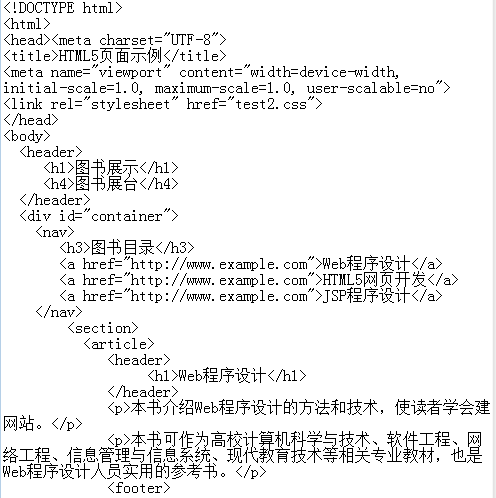 <!DOCTYPE html>
<html>
<head><meta charset="UTF-8">
<title>HTML5页面示例</title>
<meta name="viewport" content="width=device-width,
initial-scale=1.0, maximum-scale=1.0, user-scalable=no">
<link rel="stylesheet" href="test2.css">
</head>
<body>
<header>
<h1>图书展示</h1>
<h4>图书展台</h4>
</header>
<div id="container">
<nav>
<h3>图书目录</h3>
<a href="http://www.example.com">Web程序设计</a>
<a href="http://www.example.com">HTML5网页开发</a>
<a href="http://www.example.com">JSP程序设计</a>
</nav>
<section>
<article>
<header>
<h1>Web程序设计</h1>
</header>
<p>本书介绍Web程序设计的方法和技术，使读者学会建
网站。</p>
<p>本书可作为高校计算机科学与技术、软件工程、网
络工程、信息管理与信息系统、现代教育技术等相关专业教材，也是
Web程序设计人员实用的参考书。</p>
<footer>